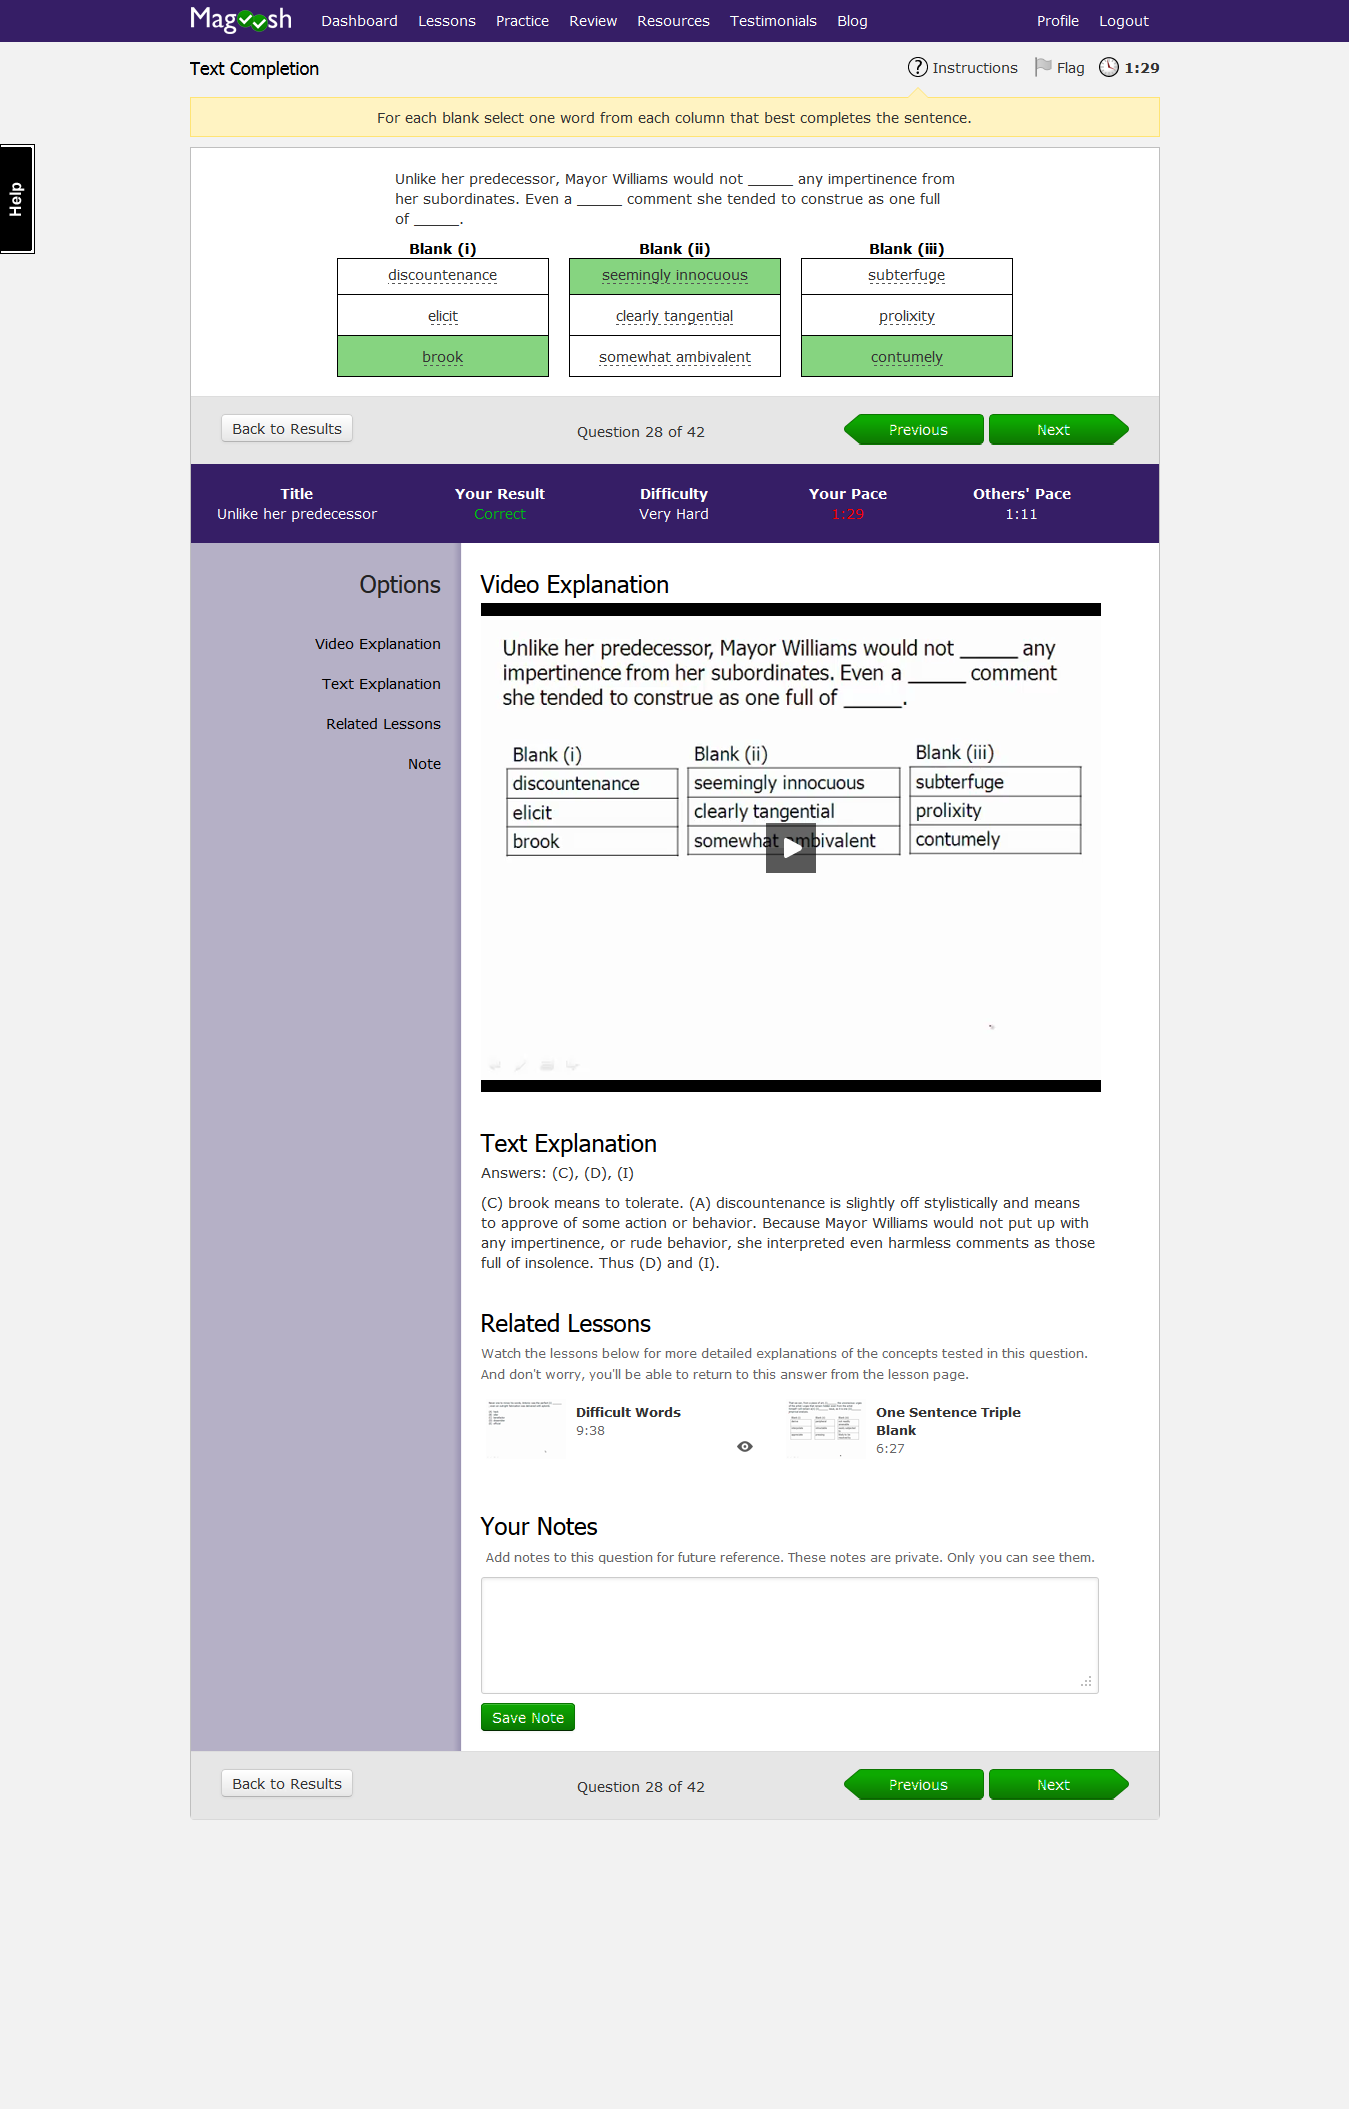 Magoosh Dashboard Lessons Practice Review Resources Testimonials Blog Profile Logout
Text Completion
Instructions Flag 1:29
For each blank select one word from each column that best completes the sentence.
Help
Unlike her predecessor, Mayor Williams would not ______ any impertinence from
her subordinates. Even a ______ comment she tended to construe as one full
of ______.
Blank (i) Blank (ii) Blank (iii)
discountenance seemingly innocuous subterfuge
elicit clearly tangential prolixity
brook somewhat ambivalent contumely
Back to Results Question 28 of 42 Previous Next
Title Your Result Difficulty Your Pace Others' Pace
Unlike her predecessor Correct Very Hard 1:29 1:11
Options
Video Explanation
Text Explanation
Related Lessons
Note
Video Explanation
Unlike her predecessor, Mayor Williams would not ______ any
impertinence from her subordinates. Even a ______ comment
she tended to construe as one full of ______.
Blank (i) Blank (ii) Blank (iii)
discountenance seemingly innocuous subterfuge
elicit clearly tangential prolixity
brook somewhat ambivalent contumely
Text Explanation
Answers: (C), (D), (I)
(C) brook means to tolerate. (A) discountenance is slightly off stylistically and means
to approve of some action or behavior. Because Mayor Williams would not put up with
any impertinence, or rude behavior, she interpreted even harmless comments as those
full of insolence. Thus (D) and (I).
Related Lessons
Watch the lessons below for more detailed explanations of the concepts tested in this question.
And don't worry, you'll be able to return to this answer from the lesson page.
Difficult Words
9:38
One Sentence Triple
Blank
6:27
Your Notes
Add notes to this question for future reference. These notes are private. Only you can see them.
Save Note
Back to Results Question 28 of 42 Previous Next